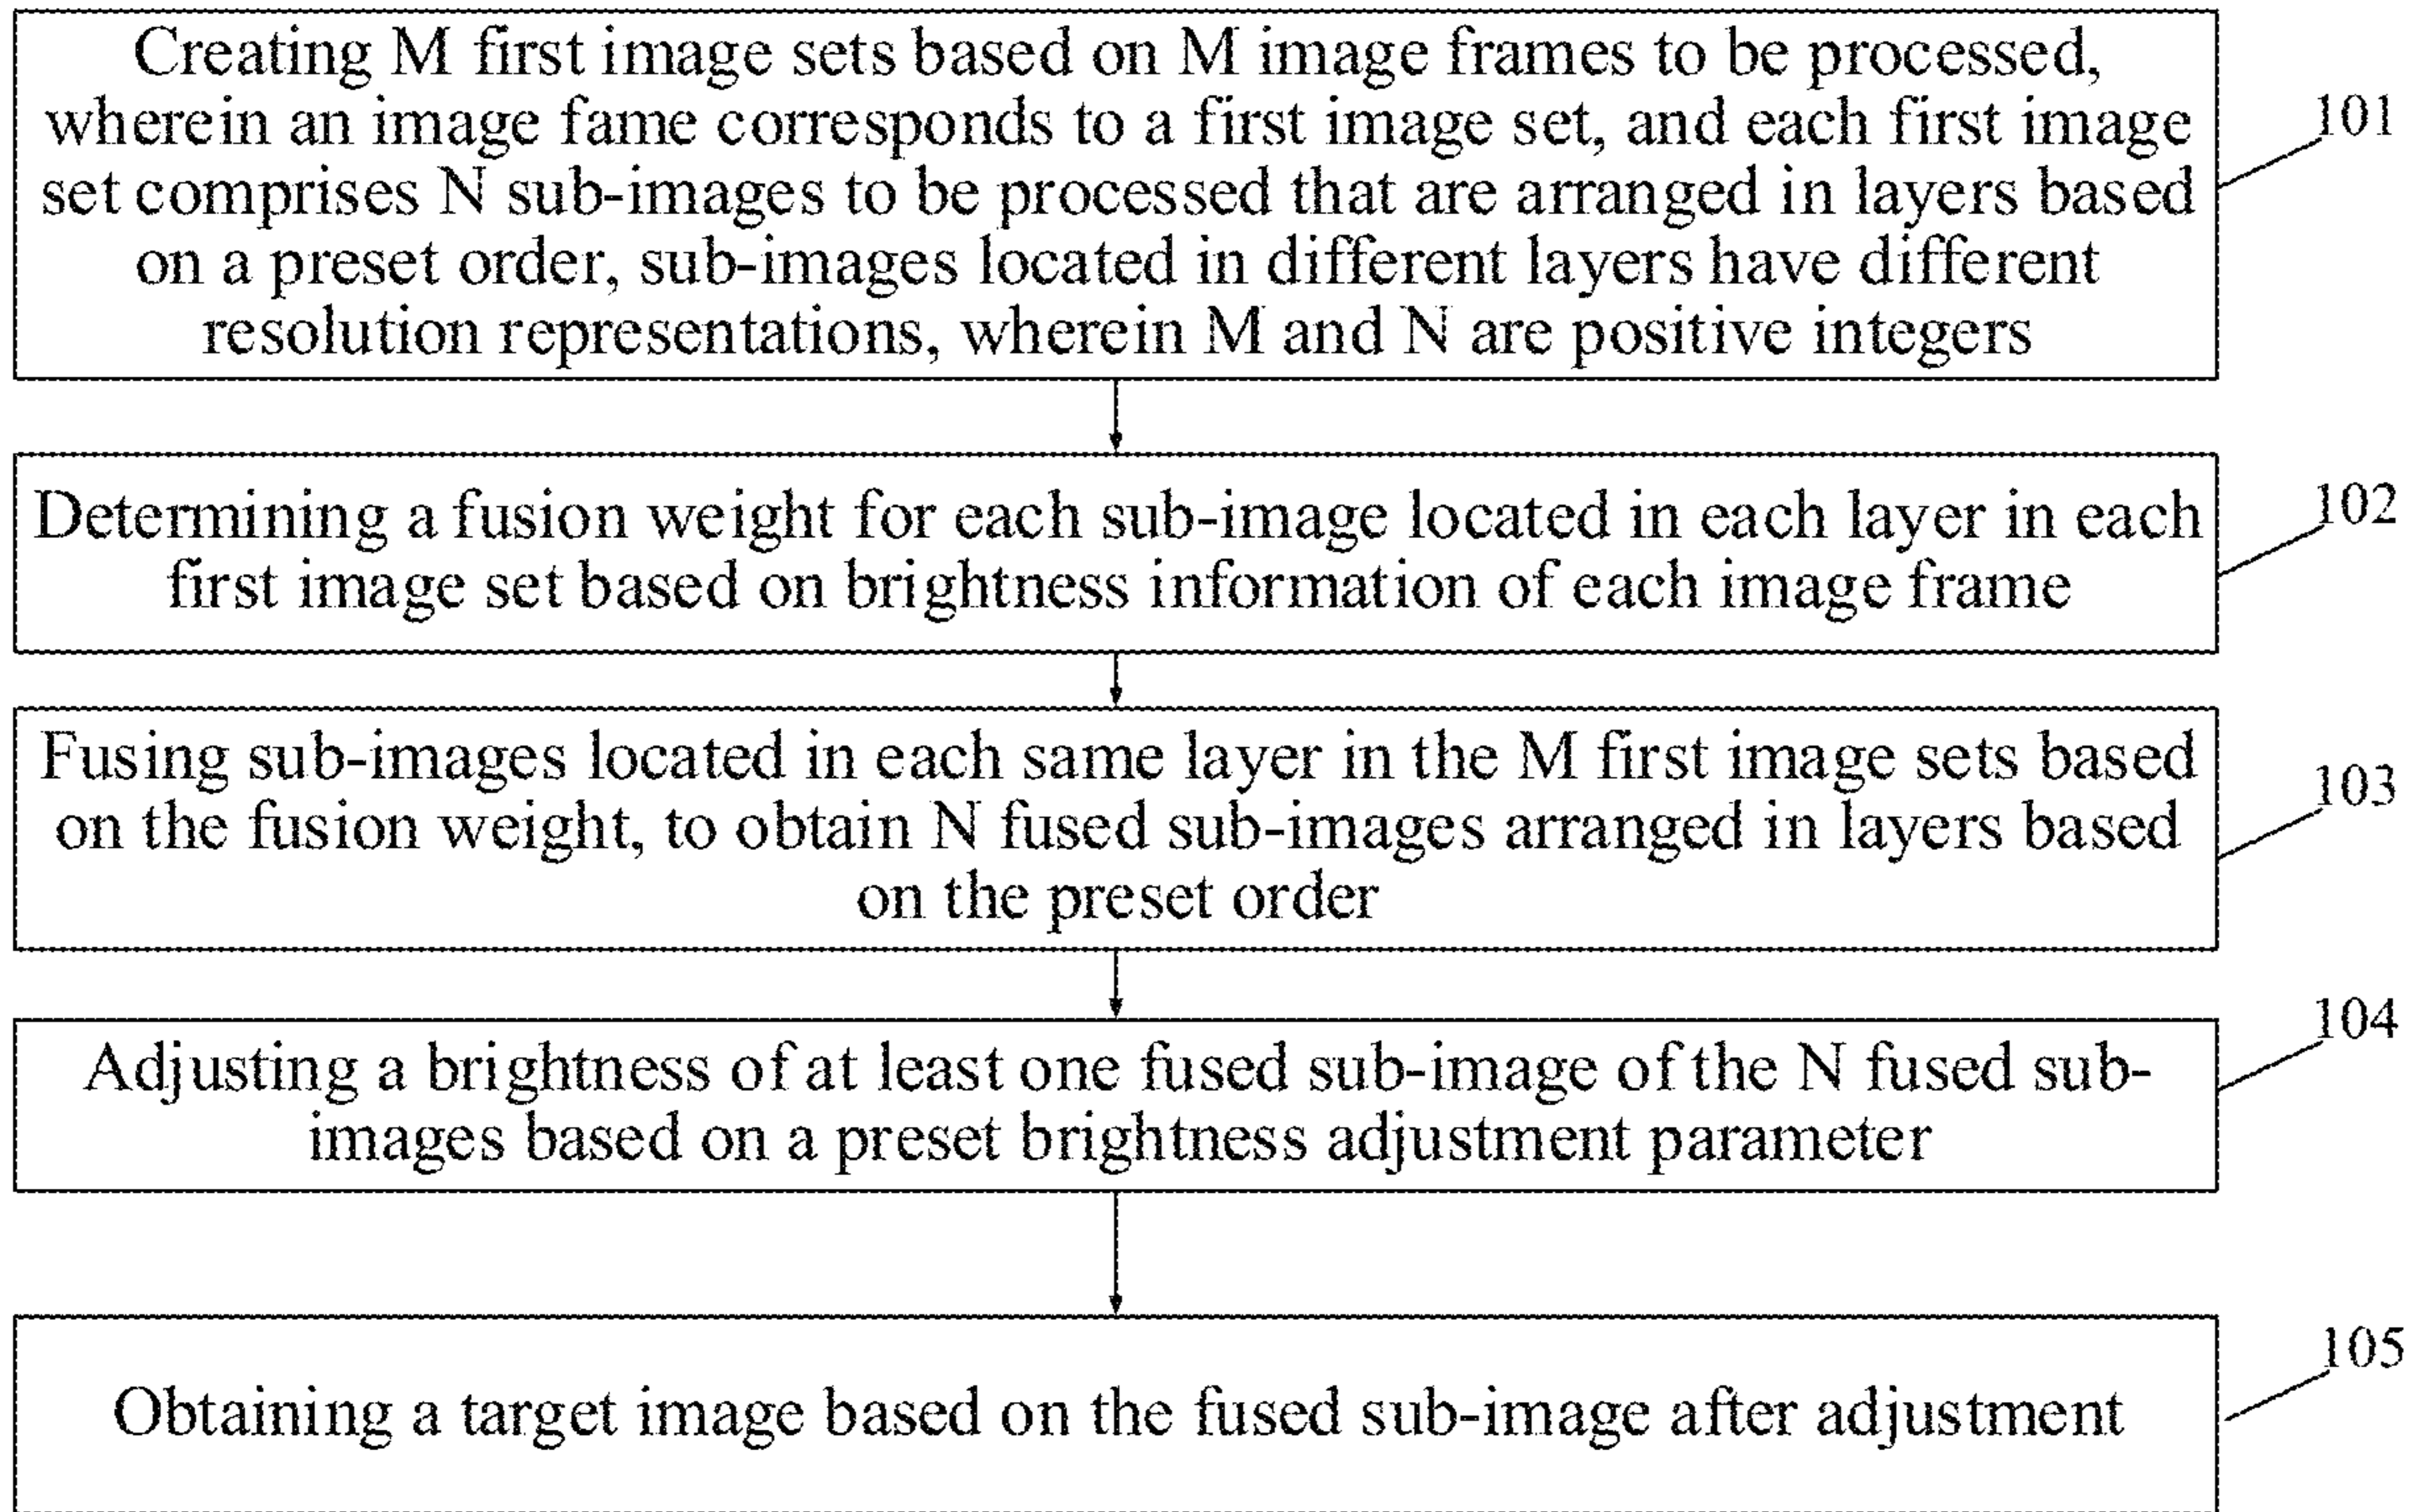 Creating M first image sets based on M image frames to be processed,
wherein an image fame corresponds to a first image set, and each first image
set comprises N sub-images to be processed that are arranged in layers based
on a preset order, sub-images located in different layers have different
resolution representations, wherein M and N are positive integers
101
Determining a fusion weight for each sub-image located in each layer in each
first image set based on brightness information of each image frame
102
Fusing sub-images located in each same layer in the M first image sets based
on the fusion weight, to obtain N fused sub-images arranged in layers based
on the preset order
103
Adjusting a brightness of at least one fused sub-image of the N fused sub-
images based on a preset brightness adjustment parameter
104
Obtaining a target image based on the fused sub-image after adjustment
105